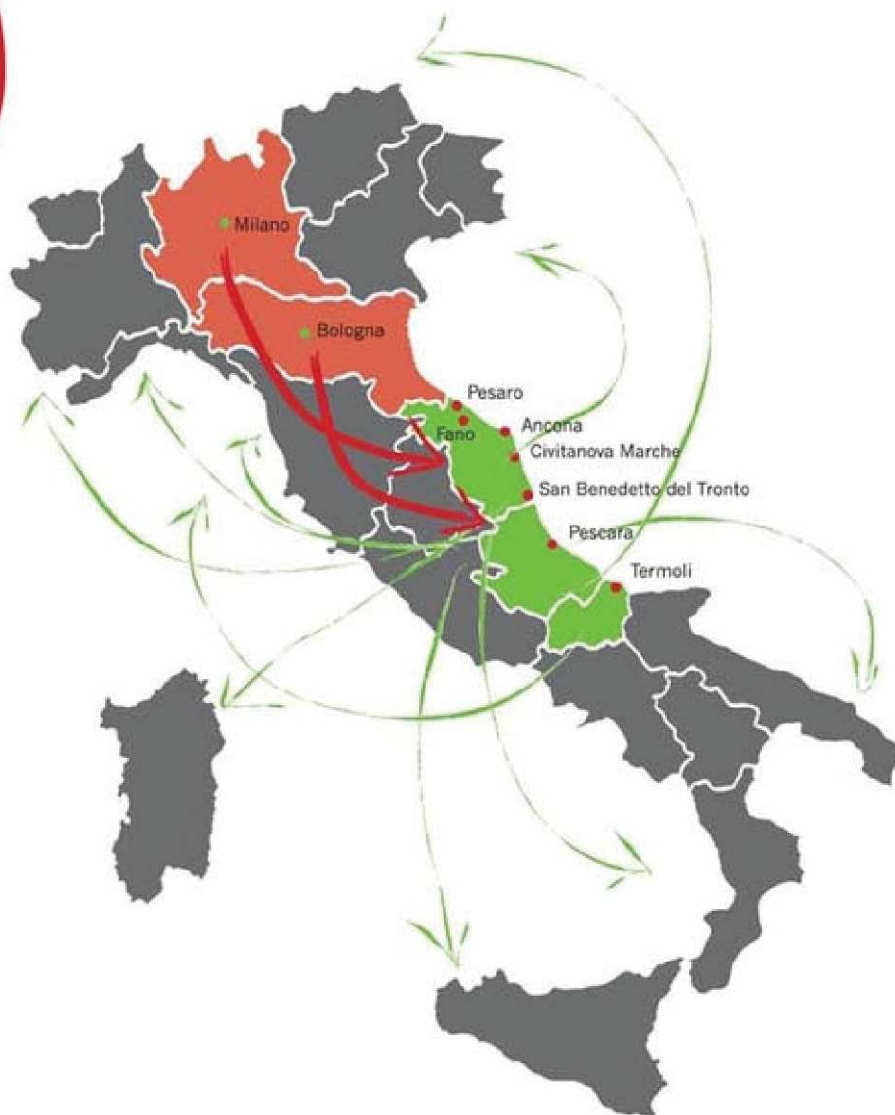 Milano
Bologna
Pesaro
Fano
Ancona
Civitanova Marche
San Benedetto del Tronto
Pescara
Termoli